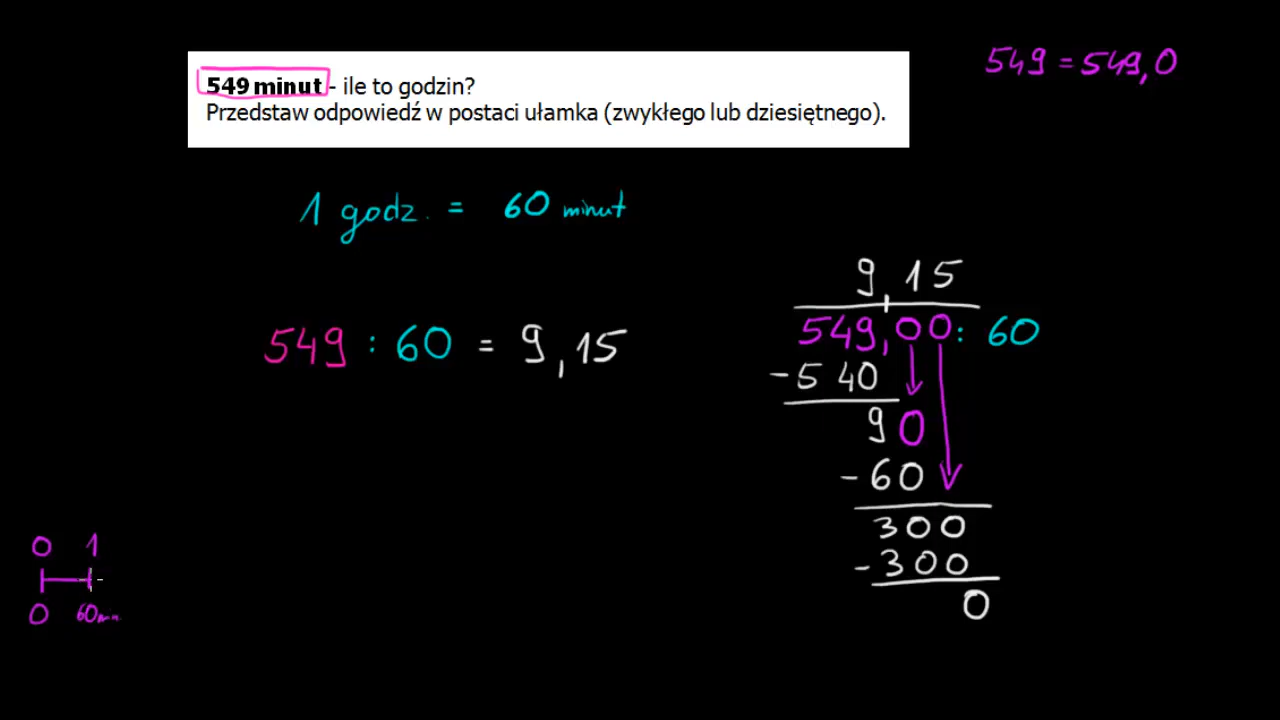 549 = 549,0
549 minut - ile to godzin?
Przedstaw odpowiedź w postaci ułamka (zwykłego lub dziesiętnego).
1 godz. = 60 minut
549 : 60 = 9,15
9,15
549,00 : 60
- 540
90
- 60
300
- 300
0
0 1
0 60 min